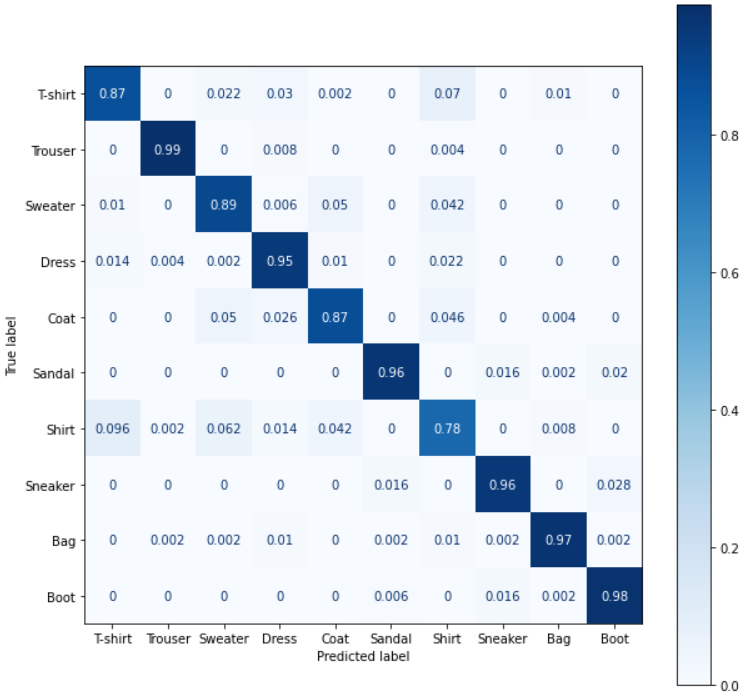 T-shirt 0.87 0 0.022 0.03 0.002 0 0.07 0 0.01 0
Trouser 0 0.99 0 0.008 0 0 0.004 0 0 0
Sweater 0.01 0 0.89 0.006 0.05 0 0.042 0 0 0
Dress 0.014 0.004 0.002 0.95 0.01 0 0.022 0 0 0
Coat 0 0 0.05 0.026 0.87 0 0.046 0 0.004 0
Sandal 0 0 0 0 0 0.96 0 0.016 0.002 0.02
Shirt 0.096 0.002 0.062 0.014 0.042 0 0.78 0 0.008 0
Sneaker 0 0 0 0 0 0.016 0 0.96 0 0.028
Bag 0 0.002 0.002 0.01 0 0.002 0.01 0.002 0.97 0.002
Boot 0 0 0 0 0 0.006 0 0.016 0.002 0.98
T-shirt Trouser Sweater Dress Coat Sandal Shirt Sneaker Bag Boot
Predicted label
True label
0.8
0.6
0.4
0.2
0.0